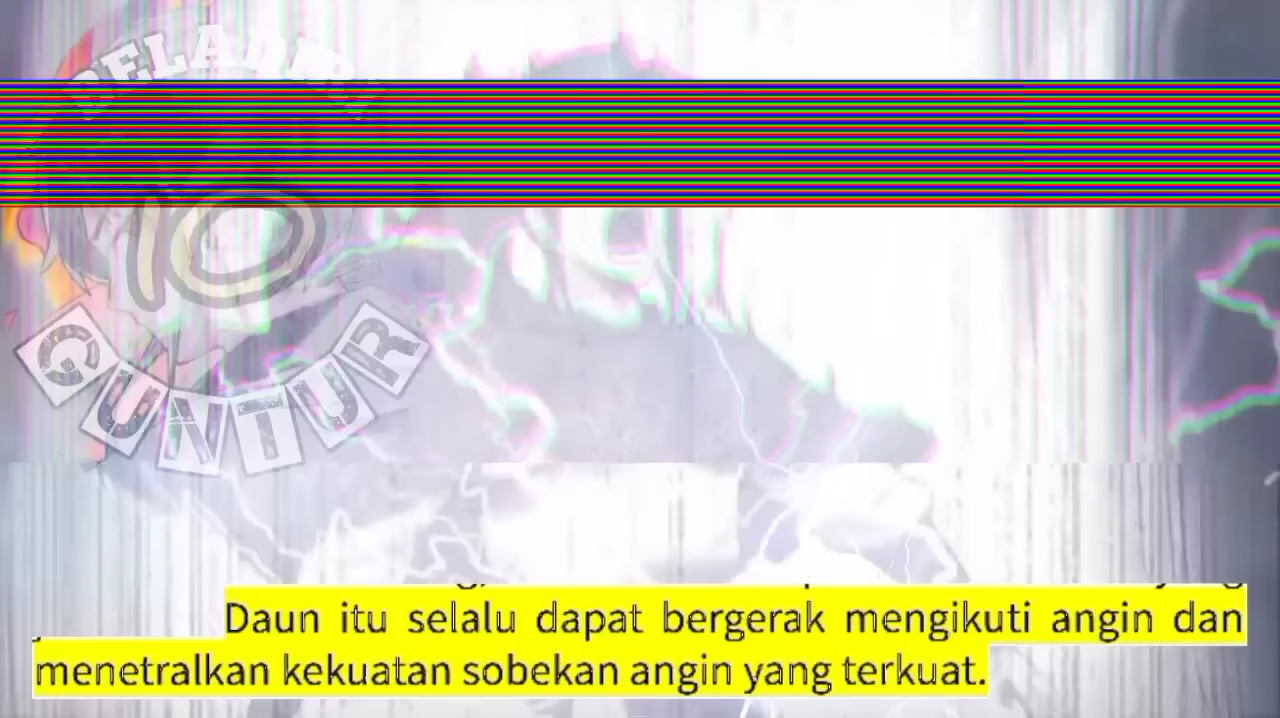 GUNTUR
Daun itu selalu dapat bergerak mengikuti angin dan
menetralkan kekuatan sobekan angin yang terkuat.